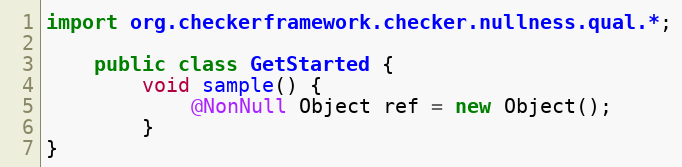 1 import org.checkerframework.checker.nullness.qual.*;
2
3     public class GetStarted {
4         void sample() {
5             @NonNull Object ref = new Object();
6         }
7 }